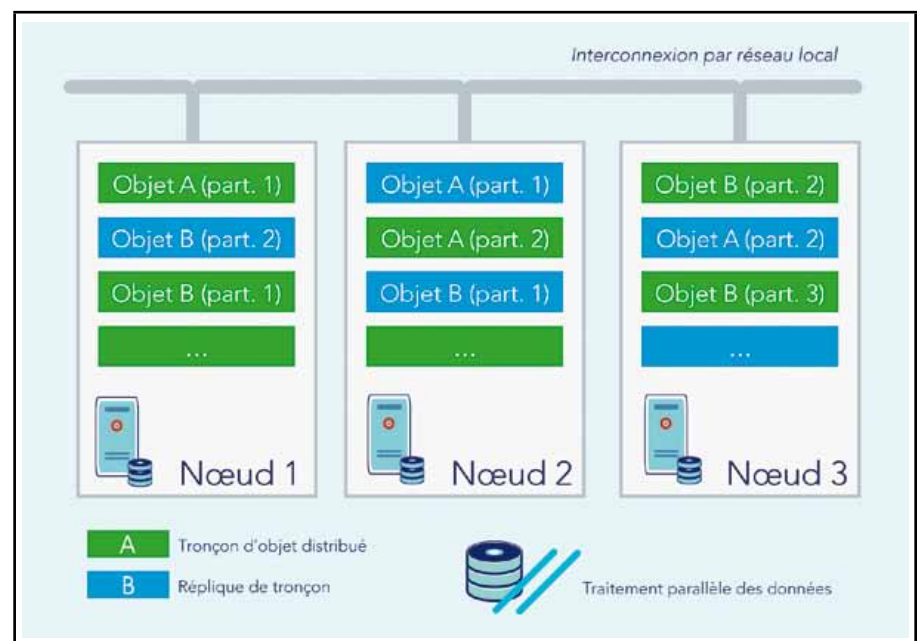 Interconnexion par réseau local
Objet A (part. 1)
Objet B (part. 2)
Objet B (part. 1)
...
Nœud 1
Objet A (part. 1)
Objet A (part. 2)
Objet B (part. 1)
...
Nœud 2
Objet B (part. 2)
Objet A (part. 2)
Objet B (part. 3)
...
Nœud 3
A Tronçon d'objet distribué
B Réplique de tronçon
Traitement parallèle des données